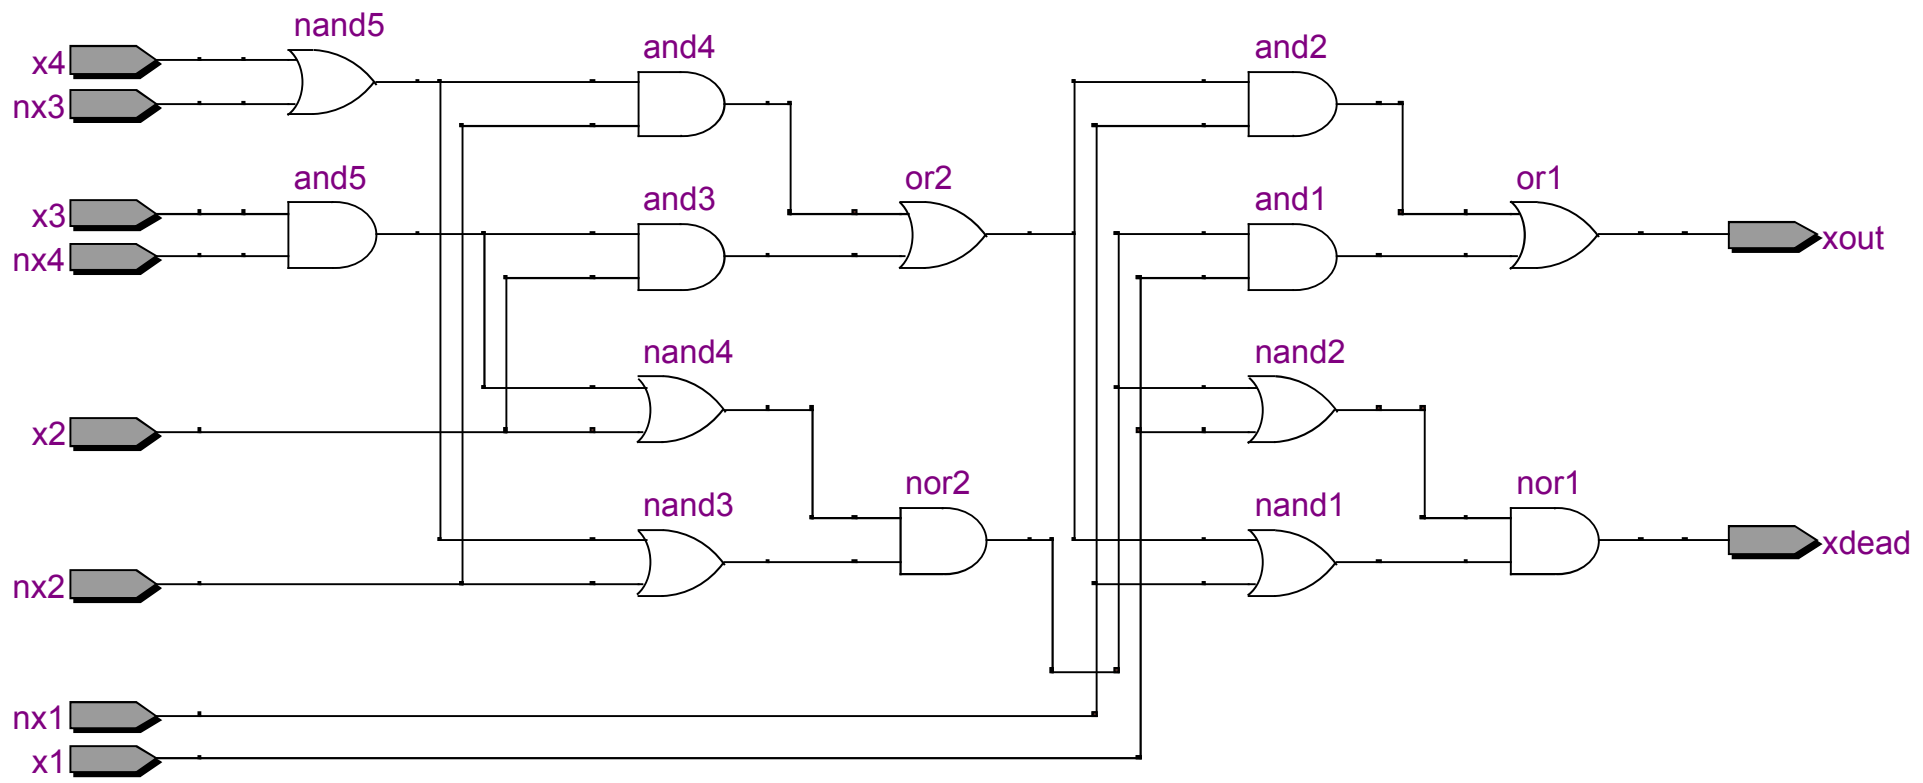 nand5
and4
and2
x4
nx3
and5
and3
or2
and1
or1
x3
nx4
xout
nand4
nand2
x2
nand3
nor2
nand1
nor1
xdead
nx2
nx1
x1